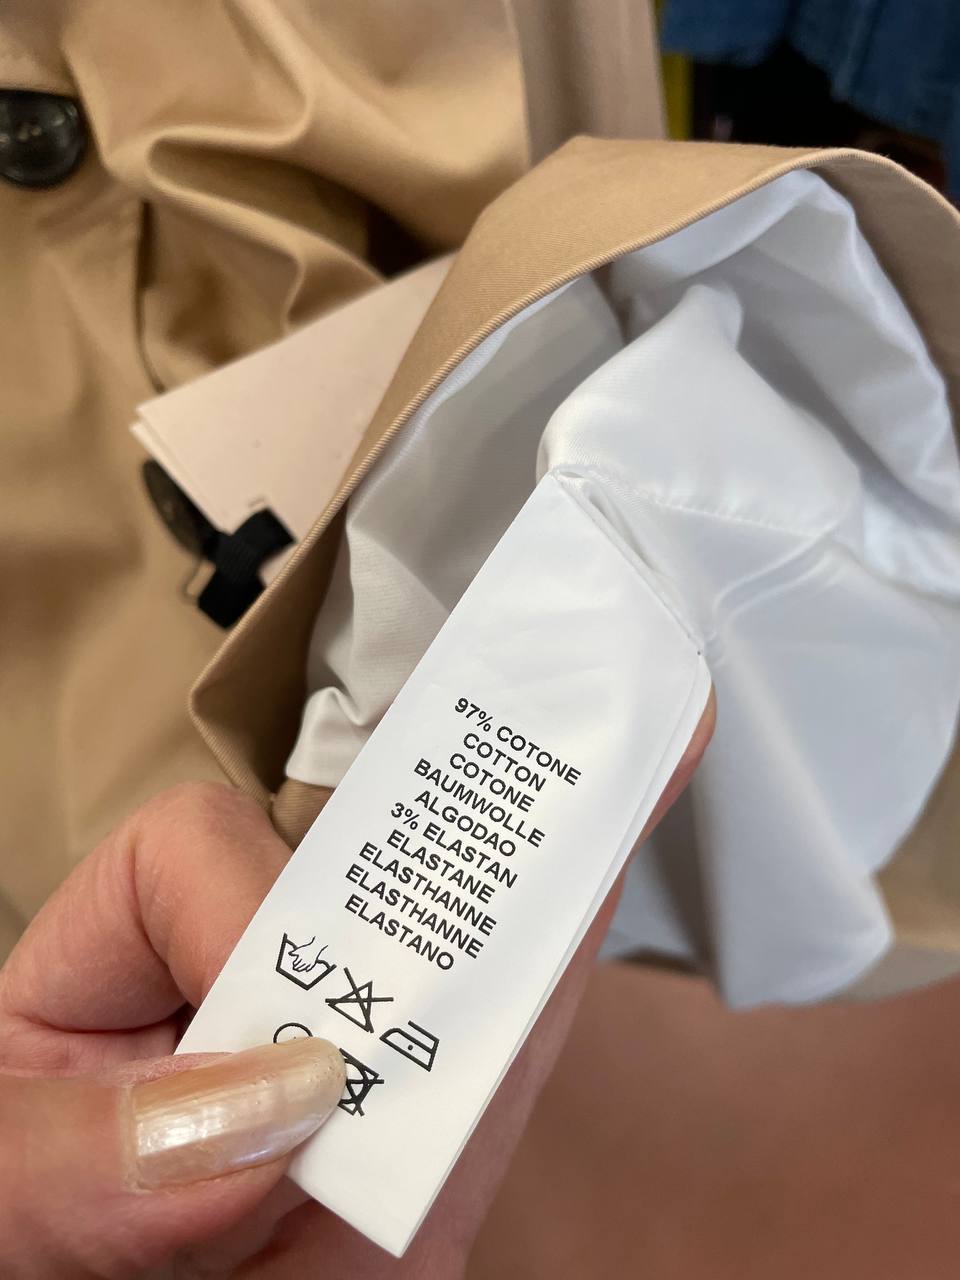 97% COTONE
COTTON
COTONE
BAUMWOLLE
ALGODAO
3% ELASTAN
ELASTANE
ELASTHANNE
ELASTHANNE
ELASTANO